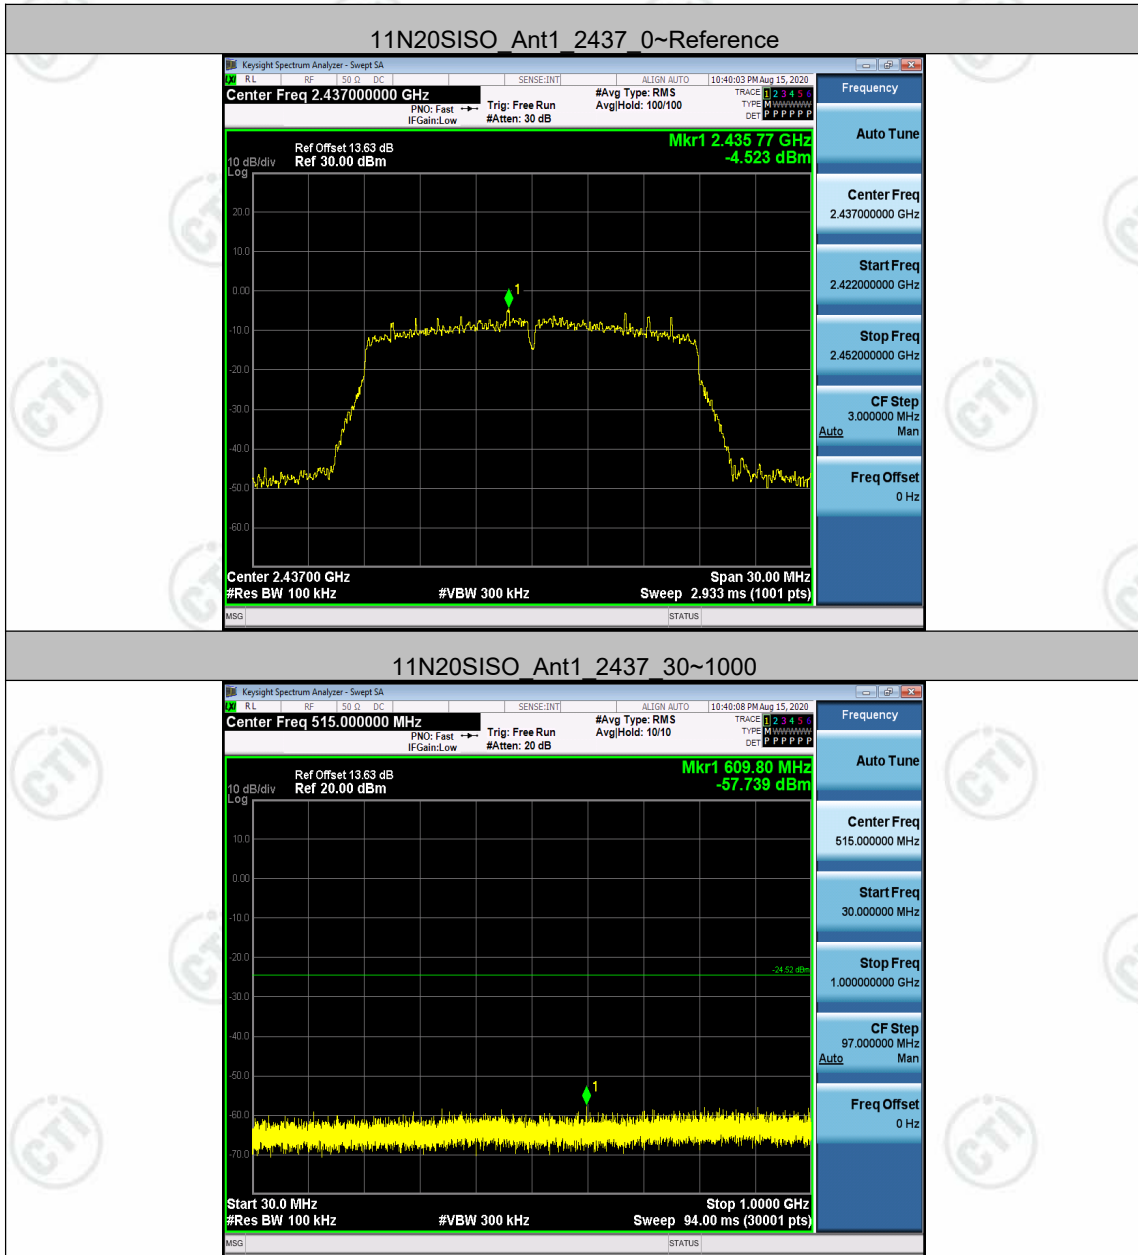 11N20SISO_Ant1_2437_0~Reference
Keysight Spectrum Analyzer - Swept SA
LXI RL RF 50 Ω DC SENSE:INT ALIGN AUTO 10:40:03 PM Aug 15, 2020
Center Freq 2.437000000 GHz #Avg Type: RMS TRACE 1 2 3 4 5 6
PNO: Fast Trig: Free Run Avg|Hold: 100/100 TYPE M WWWWW
IFGain:Low #Atten: 30 dB DET P P P P P P
Frequency
Mkr1 2.435 77 GHz
-4.523 dBm
Ref Offset 13.63 dB
10 dB/div Ref 30.00 dBm
Log
20.0
10.0
0.00
-10.0
-20.0
-30.0
-40.0
-50.0
-60.0
1
Center 2.43700 GHz Span 30.00 MHz
#Res BW 100 kHz #VBW 300 kHz Sweep 2.933 ms (1001 pts)
MSG STATUS
Auto Tune
Center Freq
2.437000000 GHz
Start Freq
2.422000000 GHz
Stop Freq
2.452000000 GHz
CF Step
3.000000 MHz
Auto Man
Freq Offset
0 Hz
11N20SISO_Ant1_2437_30~1000
Keysight Spectrum Analyzer - Swept SA
LXI RL RF 50 Ω DC SENSE:INT ALIGN AUTO 10:40:08 PM Aug 15, 2020
Center Freq 515.000000 MHz #Avg Type: RMS TRACE 1 2 3 4 5 6
PNO: Fast Trig: Free Run Avg|Hold: 10/10 TYPE M WWWWW
IFGain:Low #Atten: 20 dB DET P P P P P P
Frequency
Mkr1 609.80 MHz
-57.739 dBm
Ref Offset 13.63 dB
10 dB/div Ref 20.00 dBm
Log
10.0
0.00
-10.0
-20.0
-24.52 dBm
-30.0
-40.0
-50.0
-60.0
-70.0
1
Start 30.0 MHz Stop 1.0000 GHz
#Res BW 100 kHz #VBW 300 kHz Sweep 94.00 ms (30001 pts)
MSG STATUS
Auto Tune
Center Freq
515.000000 MHz
Start Freq
30.000000 MHz
Stop Freq
1.000000000 GHz
CF Step
97.000000 MHz
Auto Man
Freq Offset
0 Hz
CTI
CTI
CTI
CTI
CTI
CTI
CTI
CTI
CTI
CTI
CTI
CTI